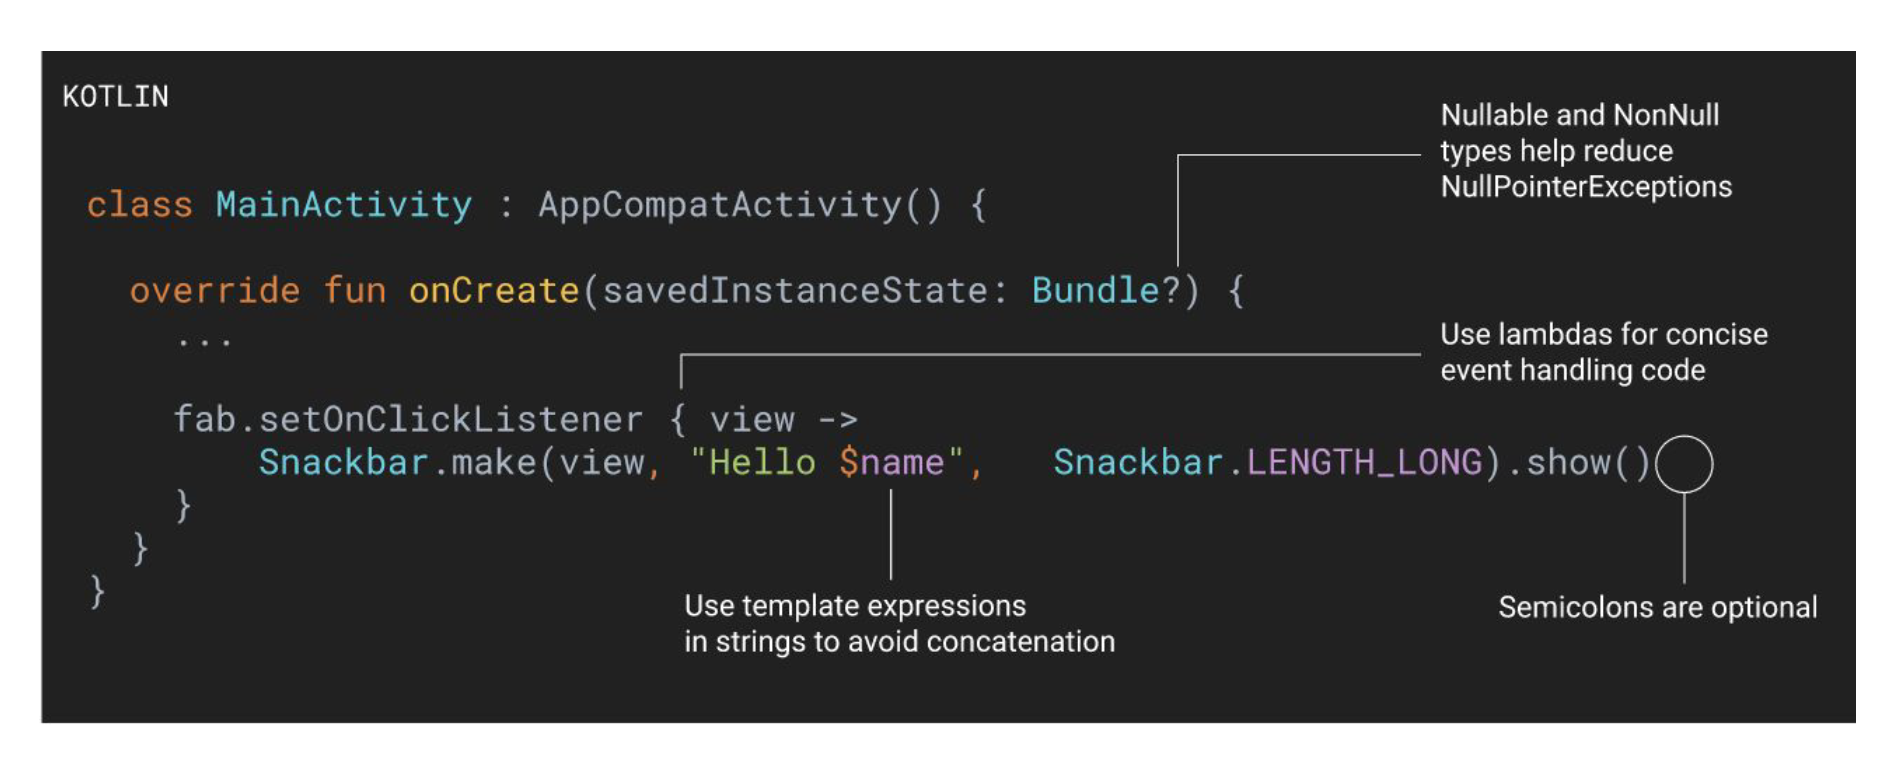 KOTLIN
Nullable and NonNull
types help reduce
NullPointerExceptions
class MainActivity : AppCompatActivity() {
override fun onCreate(savedInstanceState: Bundle?) {
...
Use lambdas for concise
event handling code
fab.setOnClickListener { view ->
Snackbar.make(view, "Hello $name", Snackbar.LENGTH_LONG).show()
}
}
}
Use template expressions
in strings to avoid concatenation
Semicolons are optional